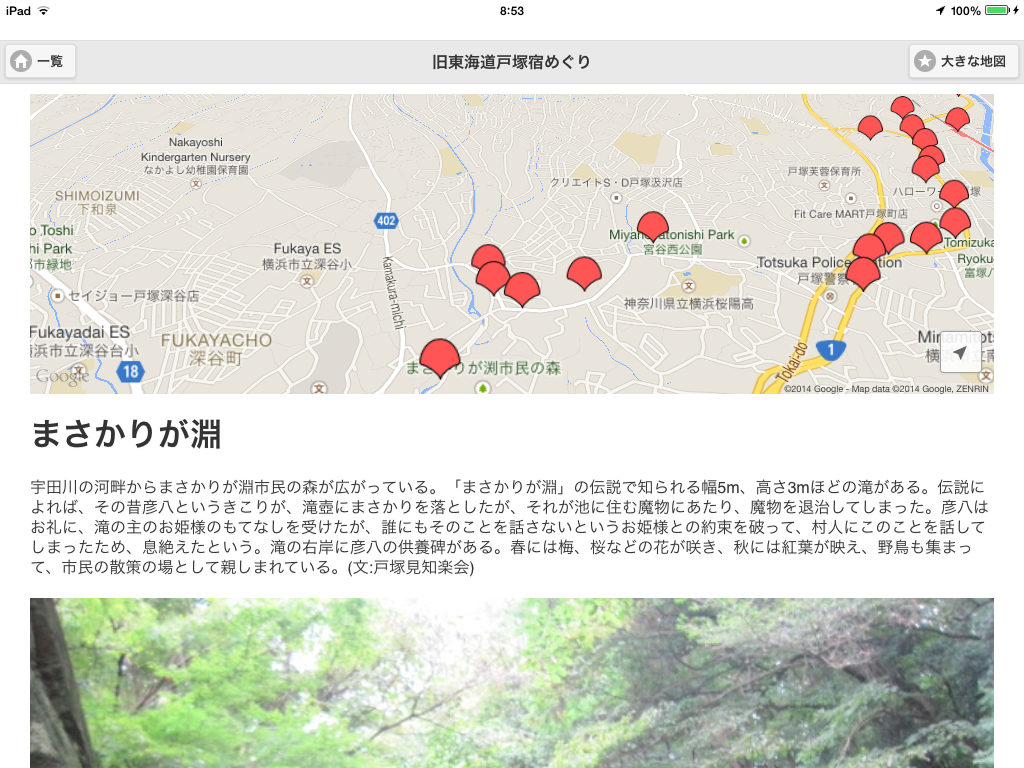 iPad
8:53
100%
一覧
旧東海道戸塚宿めぐり
大きな地図
Nakayoshi
Kindergarten Nursery
なかよし幼稚園保育園
SHIMOIZUMI
下和泉
クリエイトS・D戸塚汲沢店
戸塚芙蓉保育所
ハローワー
塚
Fit Care MART戸塚町店
402
o Toshi
hi Park
市緑地
Fukaya ES
横浜市立深谷小
Kamakura-michi
Miyan
atonishi Park
宮谷西公園
Totsuka Police
ation
戸塚警察
Tomizuka
Ryoku
富塚八
セイジョー戸塚深谷店
神奈川県立横浜桜陽高
Fukayadai ES
横浜市立深谷台小
FUKAYACHO
深谷町
Google
18
まさかりが渕市民の森
Tokai-do
1
Minamitots
©2014 Google - Map data ©2014 Google, ZENRIN
まさかりが淵
宇田川の河畔からまさかりが淵市民の森が広がっている。「まさかりが淵」の伝説で知られる幅5m、高さ3mほどの滝がある。伝説に
よれば、その昔彦八というきこりが、滝壺にまさかりを落としたが、それが池に住む魔物にあたり、魔物を退治してしまった。彦八は
お礼に、滝の主のお姫様のもてなしを受けたが、誰にもそのことを話さないというお姫様との約束を破って、村人にこのことを話して
しまったため、息絶えたという。滝の右岸に彦八の供養碑がある。春には梅、桜などの花が咲き、秋には紅葉が映え、野鳥も集まっ
て、市民の散策の場として親しまれている。(文:戸塚見知楽会)